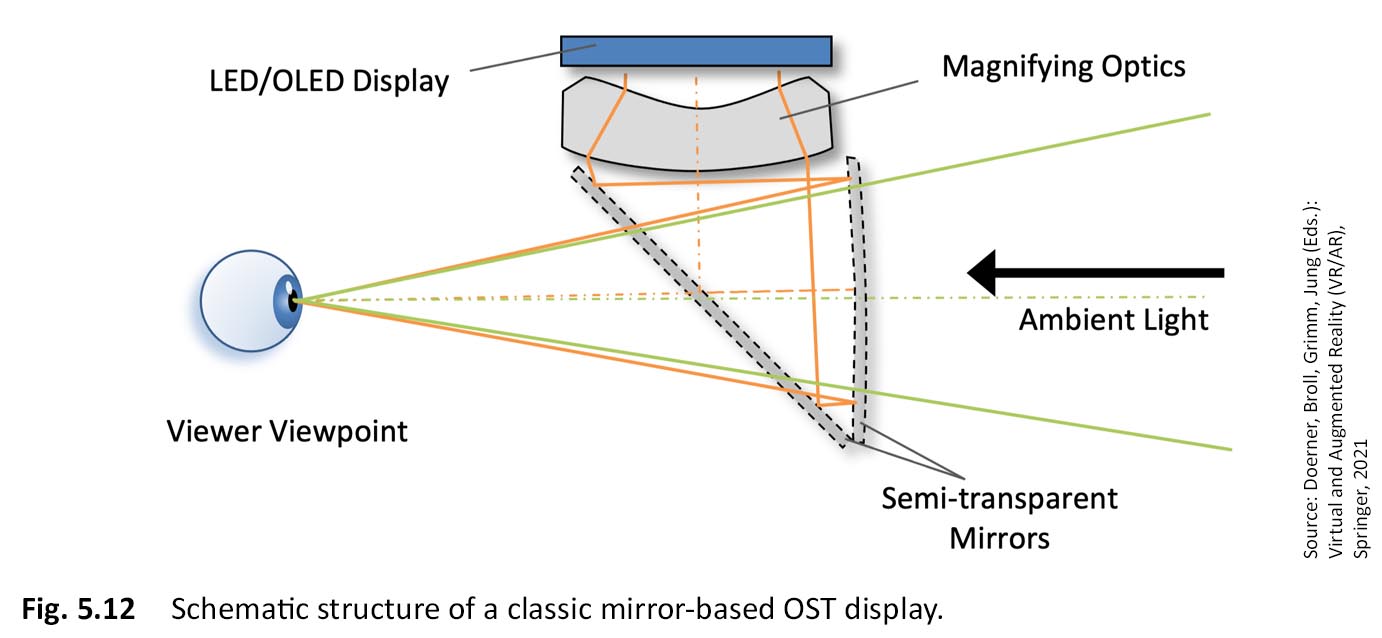 LED/OLED Display
Magnifying Optics
Ambient Light
Viewer Viewpoint
Semi-transparent
Mirrors
Source: Doerner, Broll, Grimm, Jung (Eds.):
Virtual and Augmented Reality (VR/AR),
Springer, 2021
Fig. 5.12 Schematic structure of a classic mirror-based OST display.